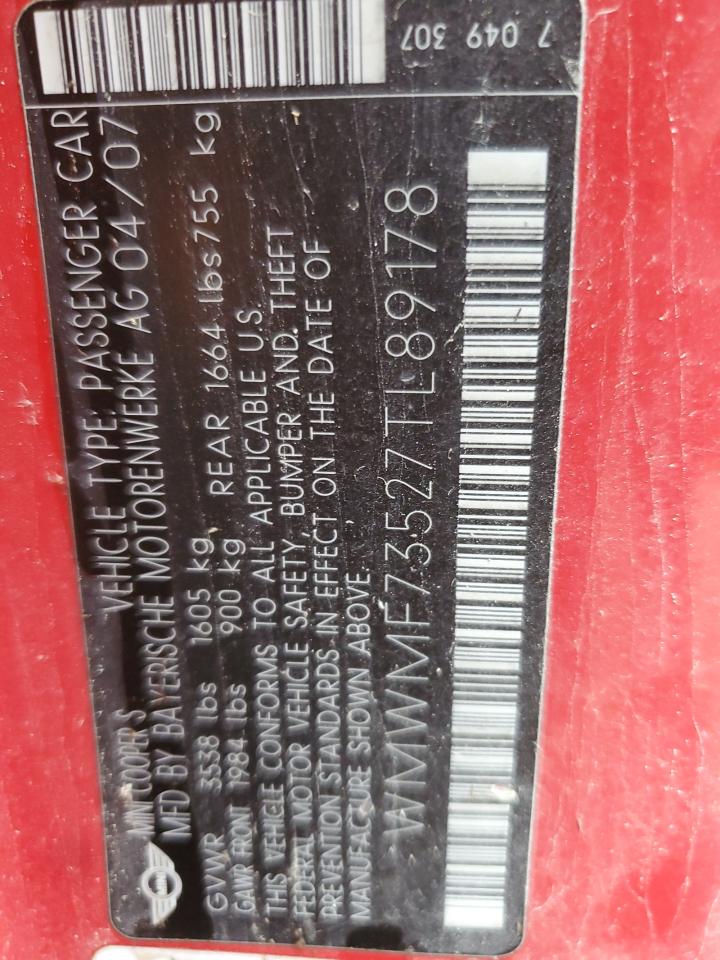 MINI COOPER S VEHICLE TYPE: PASSENGER CAR
MFD BY BAYERISCHE MOTORENWERKE AG 04/07
GVWR 3538 lbs 1605 kg
GAWR FRONT 1984 lbs 900 kg REAR 1664 lbs 755 kg
THIS VEHICLE CONFORMS TO ALL APPLICABLE U.S.
FEDERAL MOTOR VEHICLE SAFETY, BUMPER AND THEFT
PREVENTION STANDARDS IN EFFECT ON THE DATE OF
MANUFACTURE SHOWN ABOVE.
WMWMF73527TL89178
7 049 307